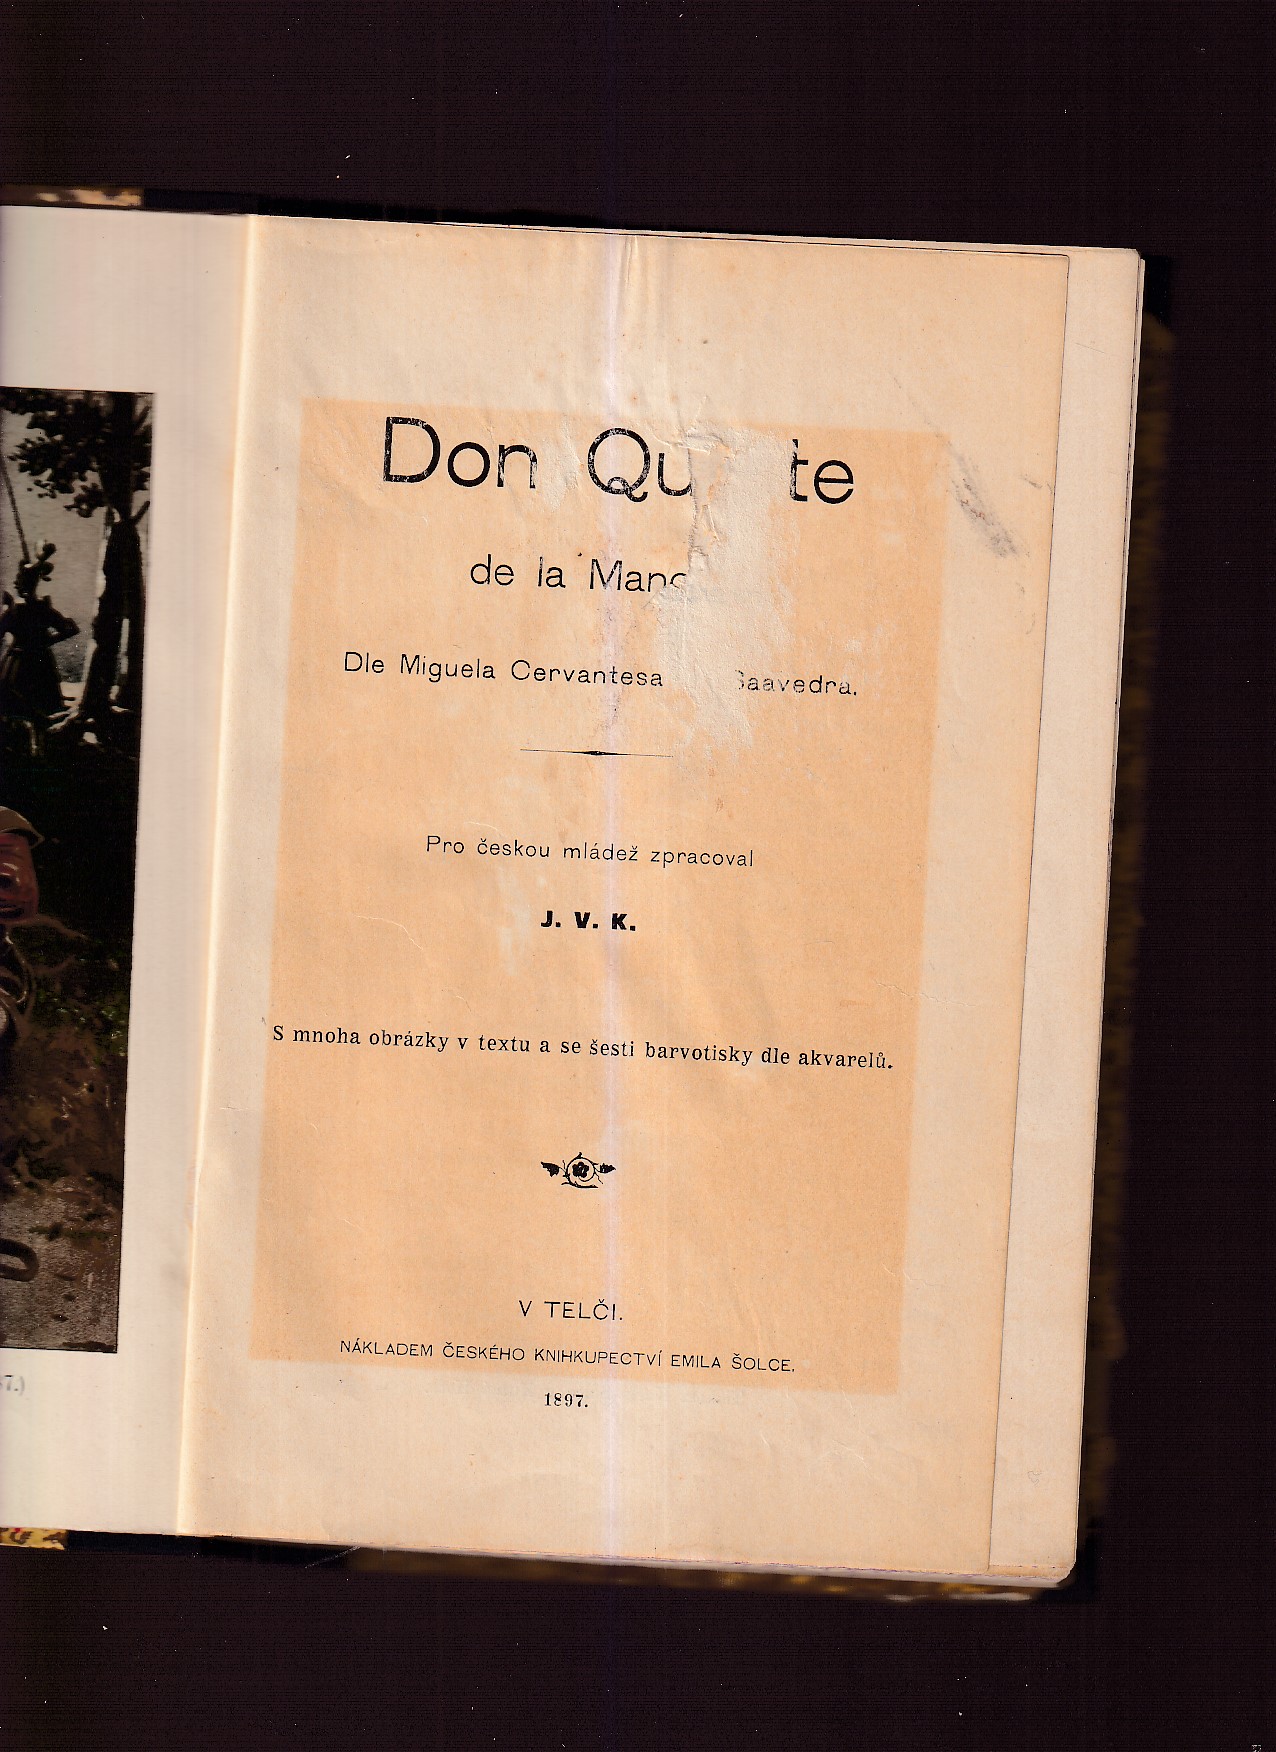 Don Qu te
de la Manc
Dle Miguela Cervantesa Saavedra.
Pro českou mládež zpracoval
J. V. K.
S mnoha obrázky v textu a se šesti barvotisky dle akvarelů.
V TELČI.
NÁKLADEM ČESKÉHO KNIHKUPECTVÍ EMILA ŠOLCE.
1897.
7.)